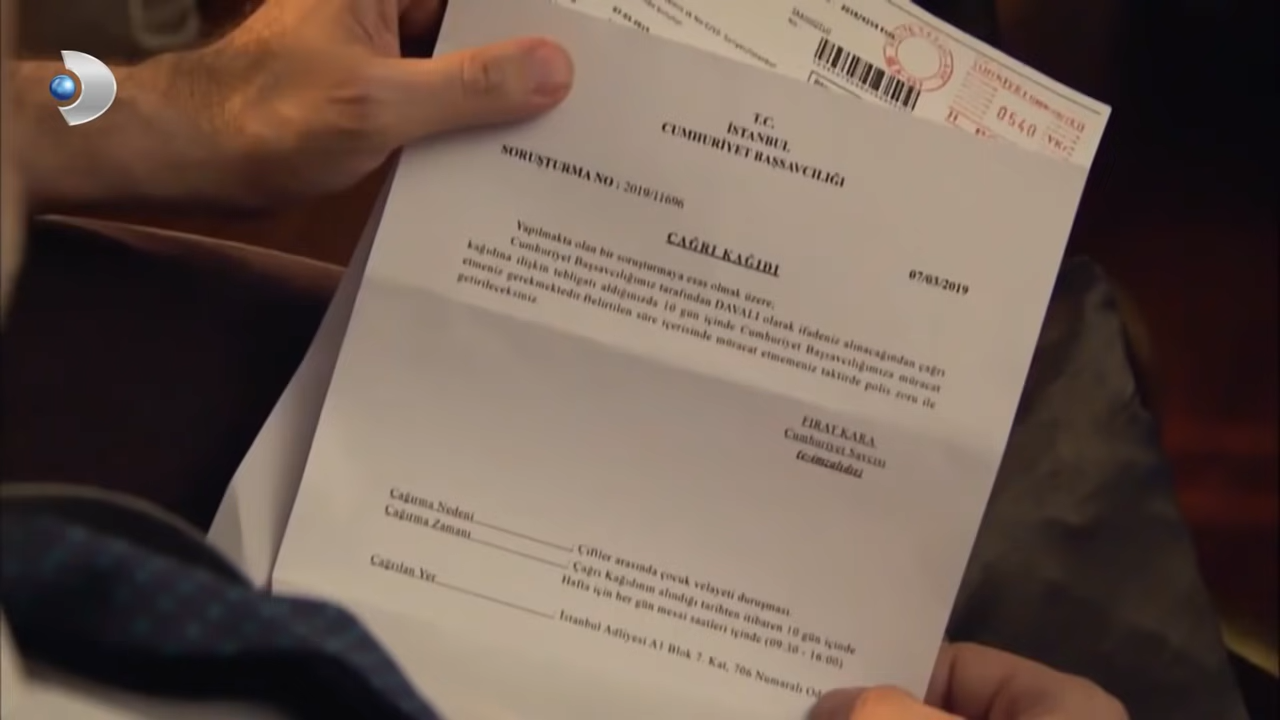 T.C.
İSTANBUL
CUMHURİYET BAŞSAVCILIĞI
SORUŞTURMA NO : 2019/11696
ÇAĞRI KAĞIDI
07/03/2019
Yapılmakta olan bir soruşturmaya esas olmak üzere;
Cumhuriyet Başsavcılığımız tarafından DAVALI olarak ifadeniz alınacağından çağrı
kağıdına ilişkin tebligatı aldığınızda 10 gün içinde Cumhuriyet Başsavcılığımıza müracat
etmeniz gerekmektedir.Belirtilen süre içerisinde müracat etmemeniz taktirde polis zoru ile
getirileceksiniz.
FIRAT KARA
Cumhuriyet Savcısı
(e-imzalıdır)
Çağırma Nedeni : Çiftler arasında çocuk velayeti duruşması.
Çağırma Zamanı : Çağrı Kağıdının alındığı tarihten itibaren 10 gün içinde
Hafta için her gün mesai saatleri içinde (09.30 - 16:00)
Çağrılan Yer : İstanbul Adliyesi A1 Blok 7. Kat, 706 Numaralı
0540